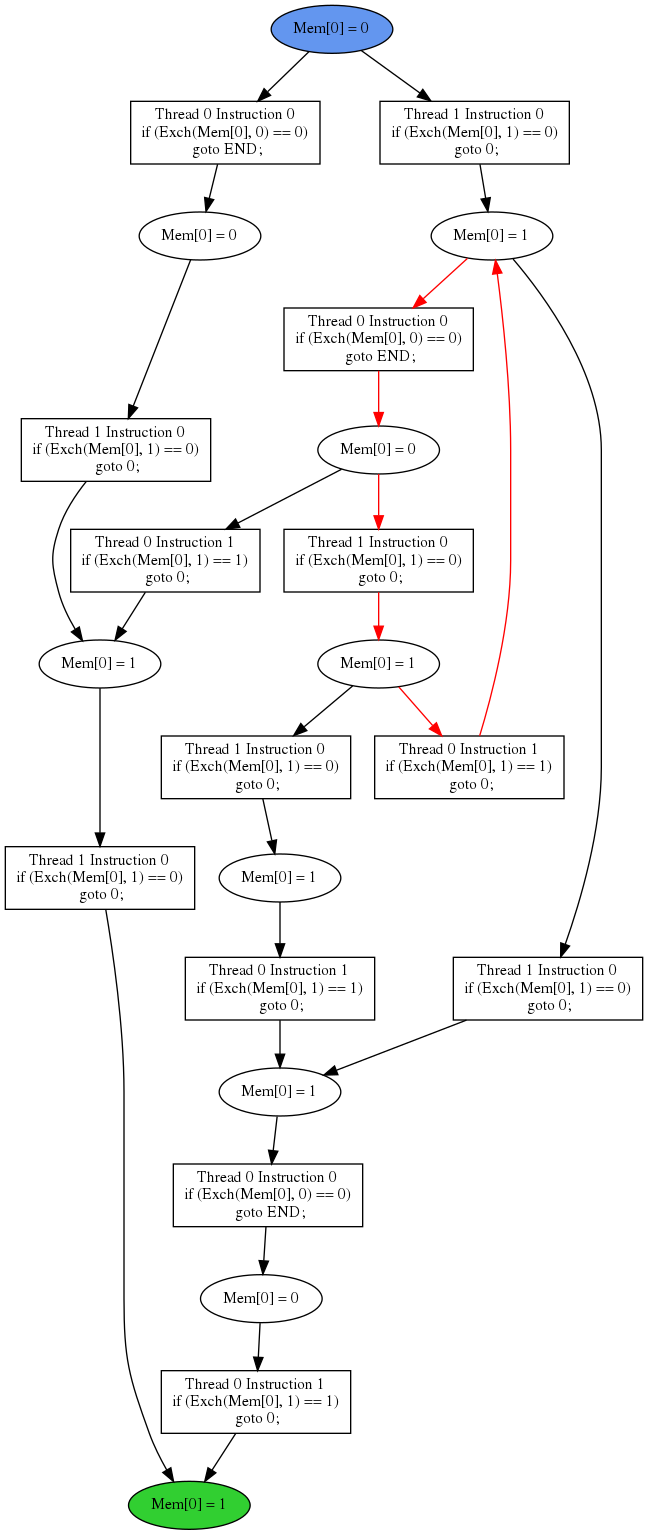 Mem[0] = 0
Thread 0 Instruction 0
if (Exch(Mem[0], 0) == 0)
goto END;
Thread 1 Instruction 0
if (Exch(Mem[0], 1) == 0)
goto 0;
Mem[0] = 0
Mem[0] = 1
Thread 0 Instruction 0
if (Exch(Mem[0], 0) == 0)
goto END;
Thread 1 Instruction 0
if (Exch(Mem[0], 1) == 0)
goto 0;
Mem[0] = 0
Thread 0 Instruction 1
if (Exch(Mem[0], 1) == 1)
goto 0;
Thread 1 Instruction 0
if (Exch(Mem[0], 1) == 0)
goto 0;
Mem[0] = 1
Mem[0] = 1
Thread 1 Instruction 0
if (Exch(Mem[0], 1) == 0)
goto 0;
Thread 0 Instruction 1
if (Exch(Mem[0], 1) == 1)
goto 0;
Thread 1 Instruction 0
if (Exch(Mem[0], 1) == 0)
goto 0;
Mem[0] = 1
Thread 0 Instruction 1
if (Exch(Mem[0], 1) == 1)
goto 0;
Thread 1 Instruction 0
if (Exch(Mem[0], 1) == 0)
goto 0;
Mem[0] = 1
Thread 0 Instruction 0
if (Exch(Mem[0], 0) == 0)
goto END;
Mem[0] = 0
Thread 0 Instruction 1
if (Exch(Mem[0], 1) == 1)
goto 0;
Mem[0] = 1